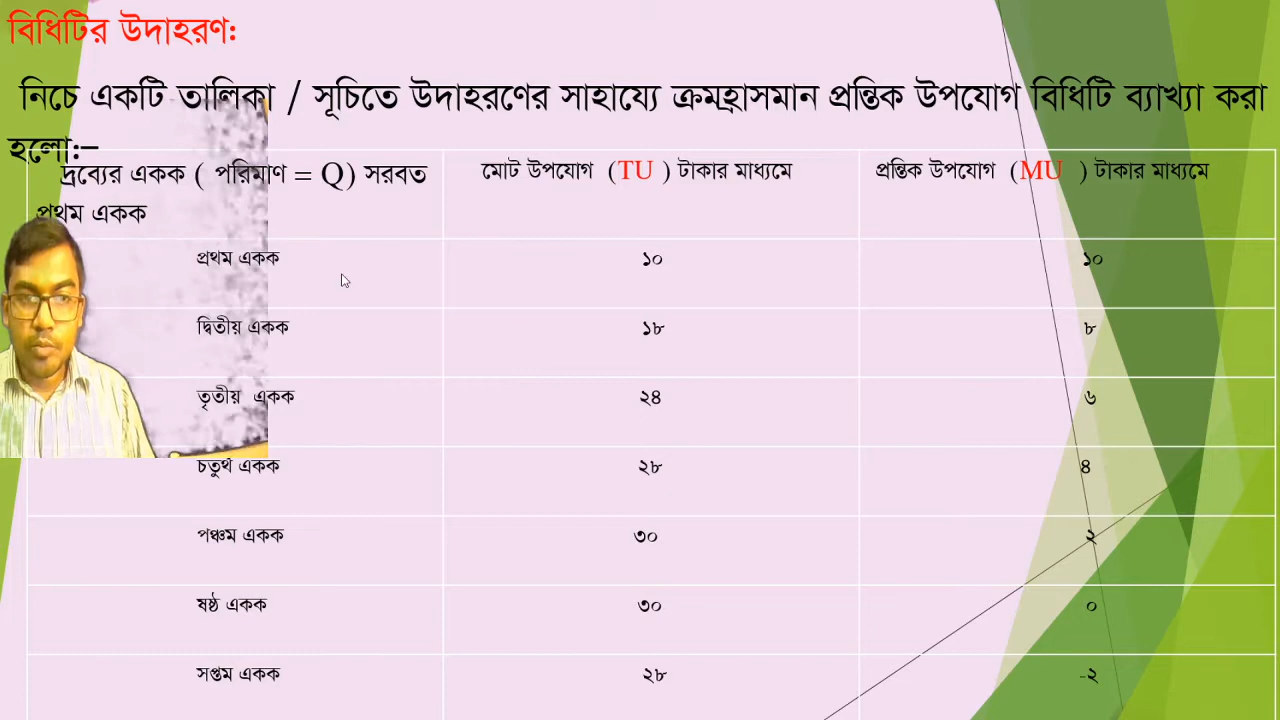 বিধিটির উদাহরণ:
নিচে একটি তালিকা / সূচিতে উদাহরণের সাহায্যে ক্রমহ্রাসমান প্রন্তিক উপযোগ বিধিটি ব্যাখ্যা করা
হলো:–
দ্রব্যের একক ( পরিমাণ = Q) সরবত মোট উপযোগ (TU ) টাকার মাধ্যমে প্রন্তিক উপযোগ (MU ) টাকার মাধ্যমে
প্রথম একক
প্রথম একক ১০ ১০
দ্বিতীয় একক ১৮ ৮
তৃতীয় একক ২৪ ৬
চতুর্থ একক ২৮ ৪
পঞ্চম একক ৩০ ২
ষষ্ঠ একক ৩০ ০
সপ্তম একক ২৮ -২